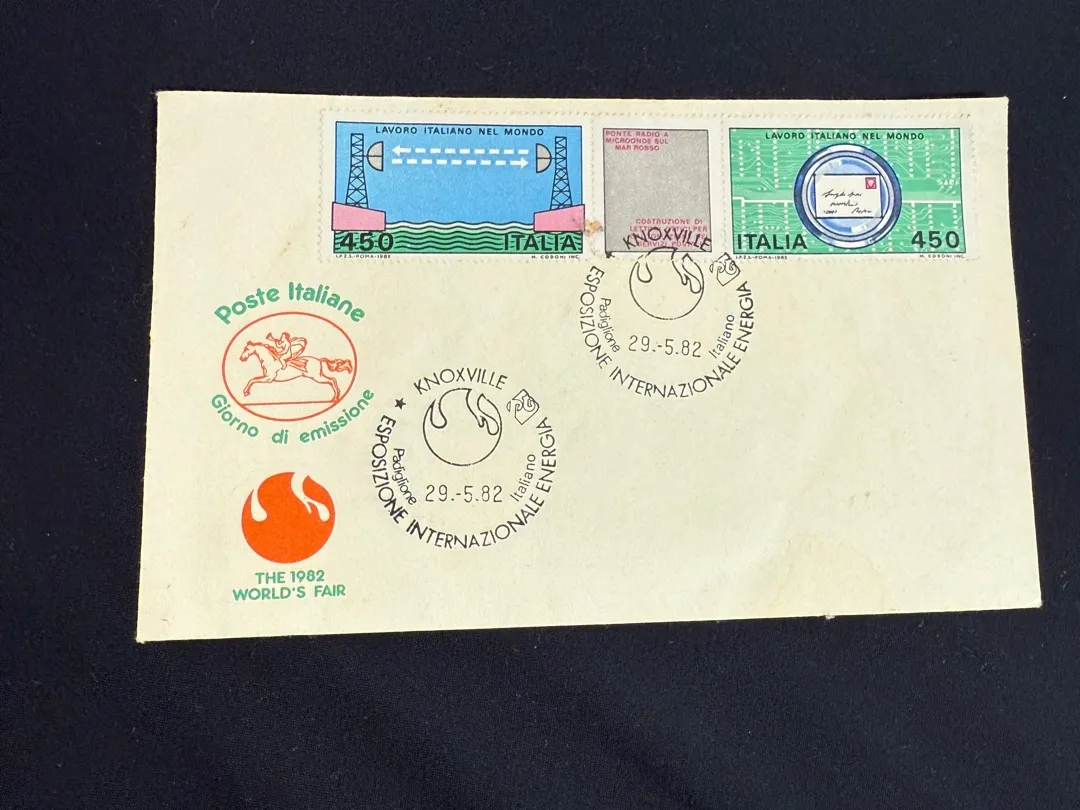 LAVORO ITALIANO NEL MONDO
450 ITALIA
I.P.Z.S.-ROMA-1982 M. CODONI INC.
PONTE RADIO A
MICROONDE SUL
MAR ROSSO
COSTRUZIONE DI
LAVORO ITALIANO NEL MONDO
ITALIA 450
I.P.Z.S.-ROMA-1982 M. CODONI INC.
KNOXVILLE
Padiglione 29.-5.82 Italiano
ESPOSIZIONE INTERNAZIONALE ENERGIA
Poste Italiane
Giorno di emissione
KNOXVILLE
Padiglione 29.-5.82 Italiano
★ ESPOSIZIONE INTERNAZIONALE ENERGIA
THE 1982
WORLD'S FAIR